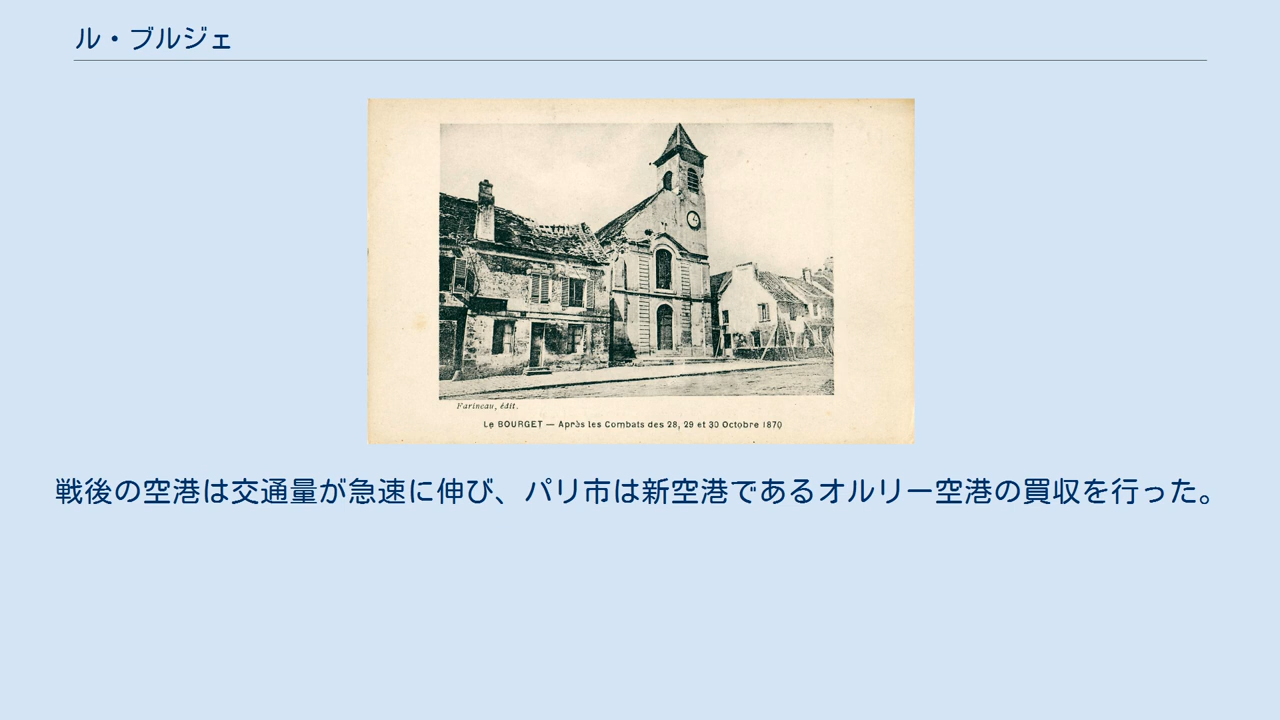 ル・ブルジェ
Farineau, édit.
Le BOURGET — Après les Combats des 28, 29 et 30 Octobre 1870
戦後の空港は交通量が急速に伸び、パリ市は新空港であるオルリー空港の買収を行った。